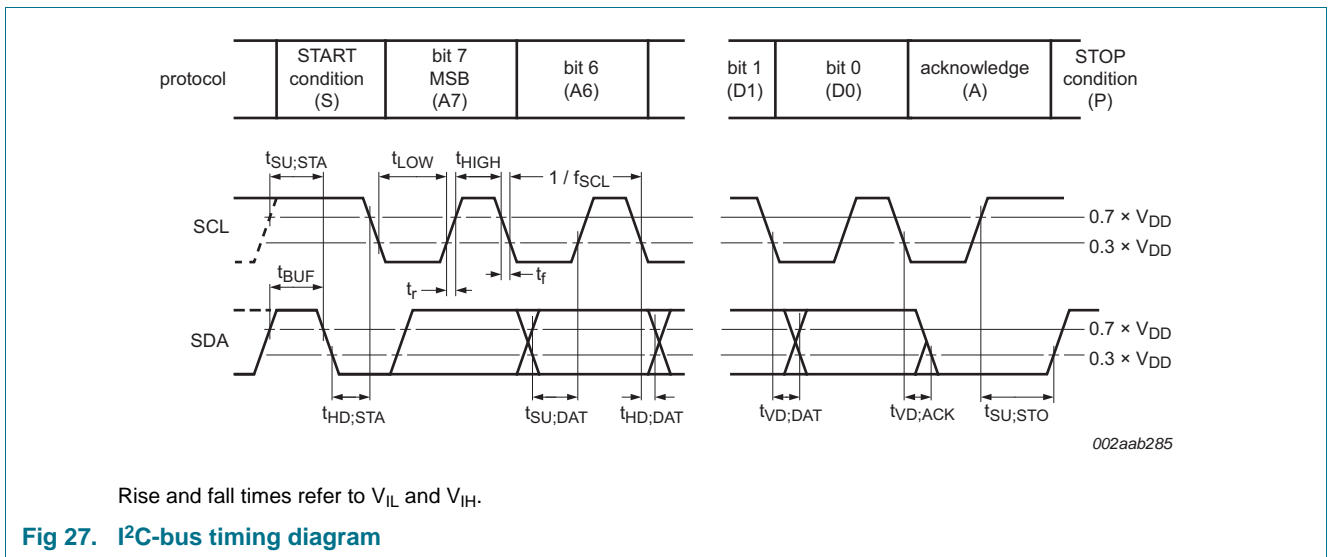 protocol
START
condition
(S)
bit 7
MSB
(A7)
bit 6
(A6)
bit 1
(D1)
bit 0
(D0)
acknowledge
(A)
STOP
condition
(P)
tSU;STA
tLOW
tHIGH
1 / fSCL
SCL
0.7 × VDD
0.3 × VDD
tBUF
tr
tf
SDA
0.7 × VDD
0.3 × VDD
tHD;STA
tSU;DAT
tHD;DAT
tVD;DAT
tVD;ACK
tSU;STO
002aab285
Rise and fall times refer to VIL and VIH.
Fig 27. I²C-bus timing diagram